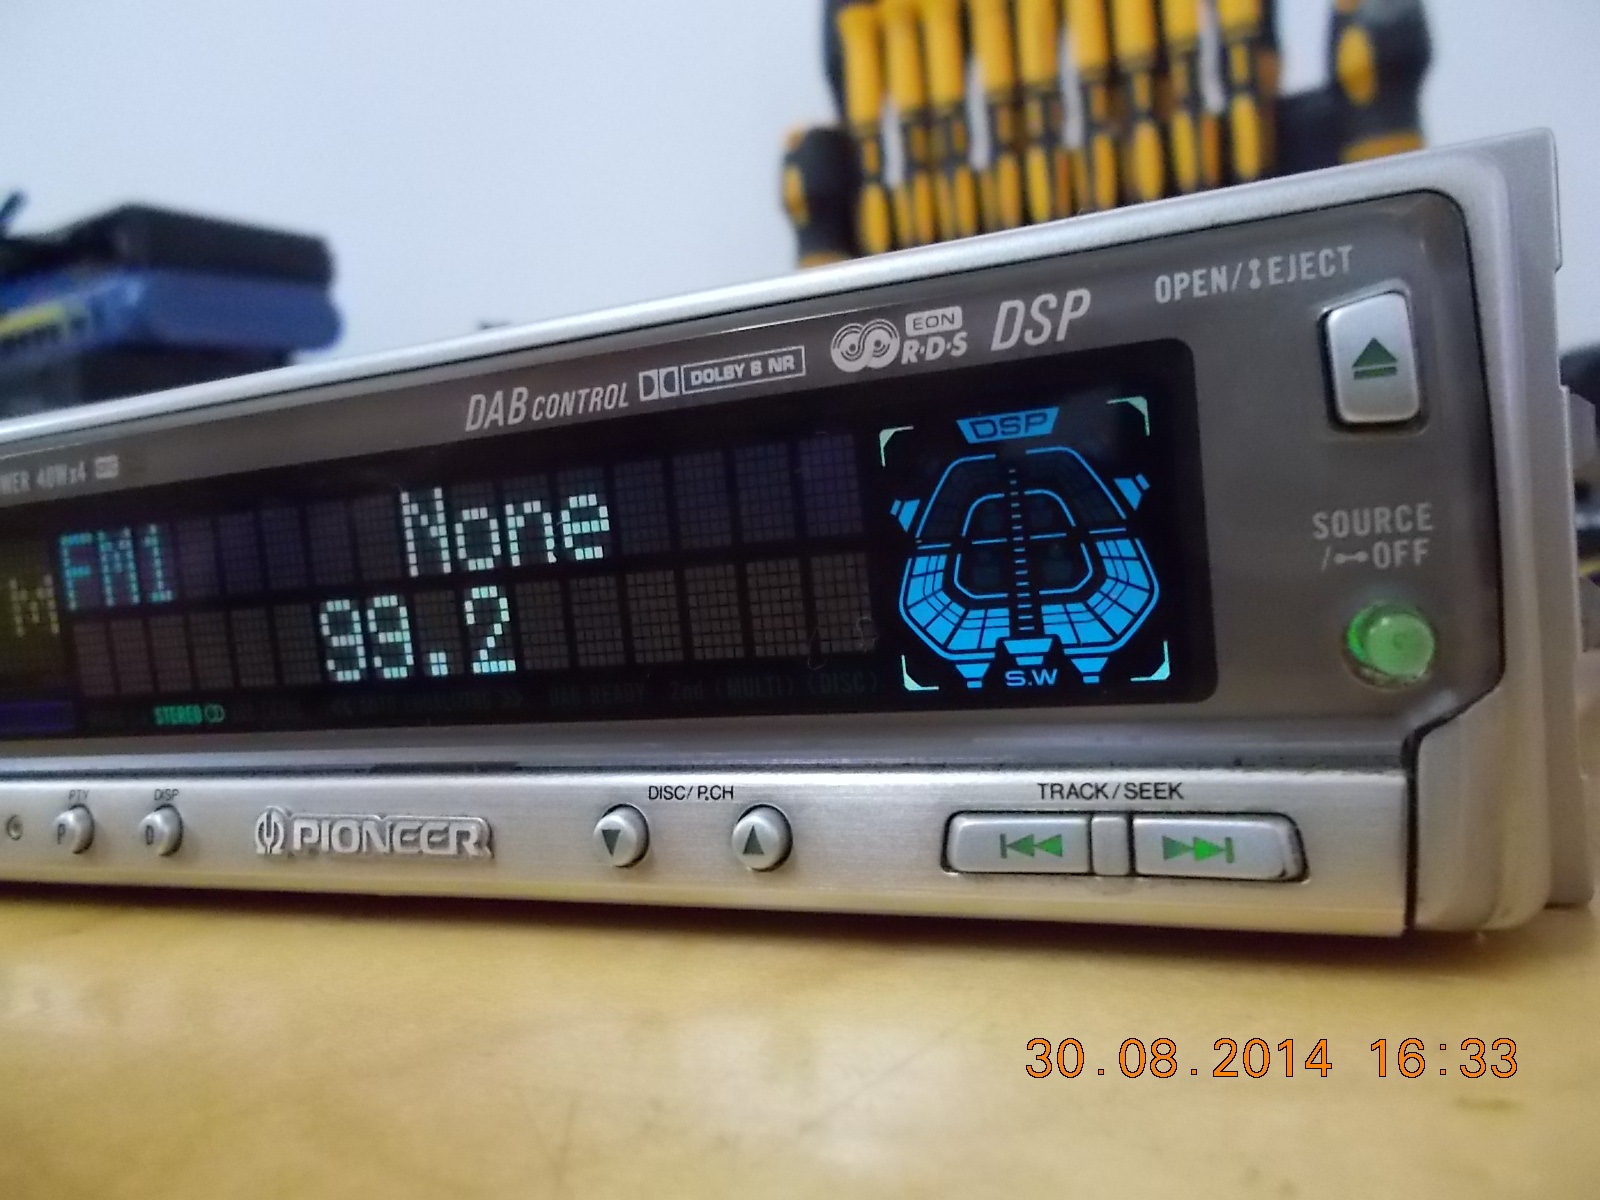 OPEN/ EJECT
EON
R·D·S DSP
DAB CONTROL DOLBY B NR
40Wx4
DSP
FM1 None
99.2
S.W
STEREO
SOURCE
/ OFF
PTY DISP DISC/P.CH TRACK/SEEK
P D PIONEER
30.08.2014 16:33